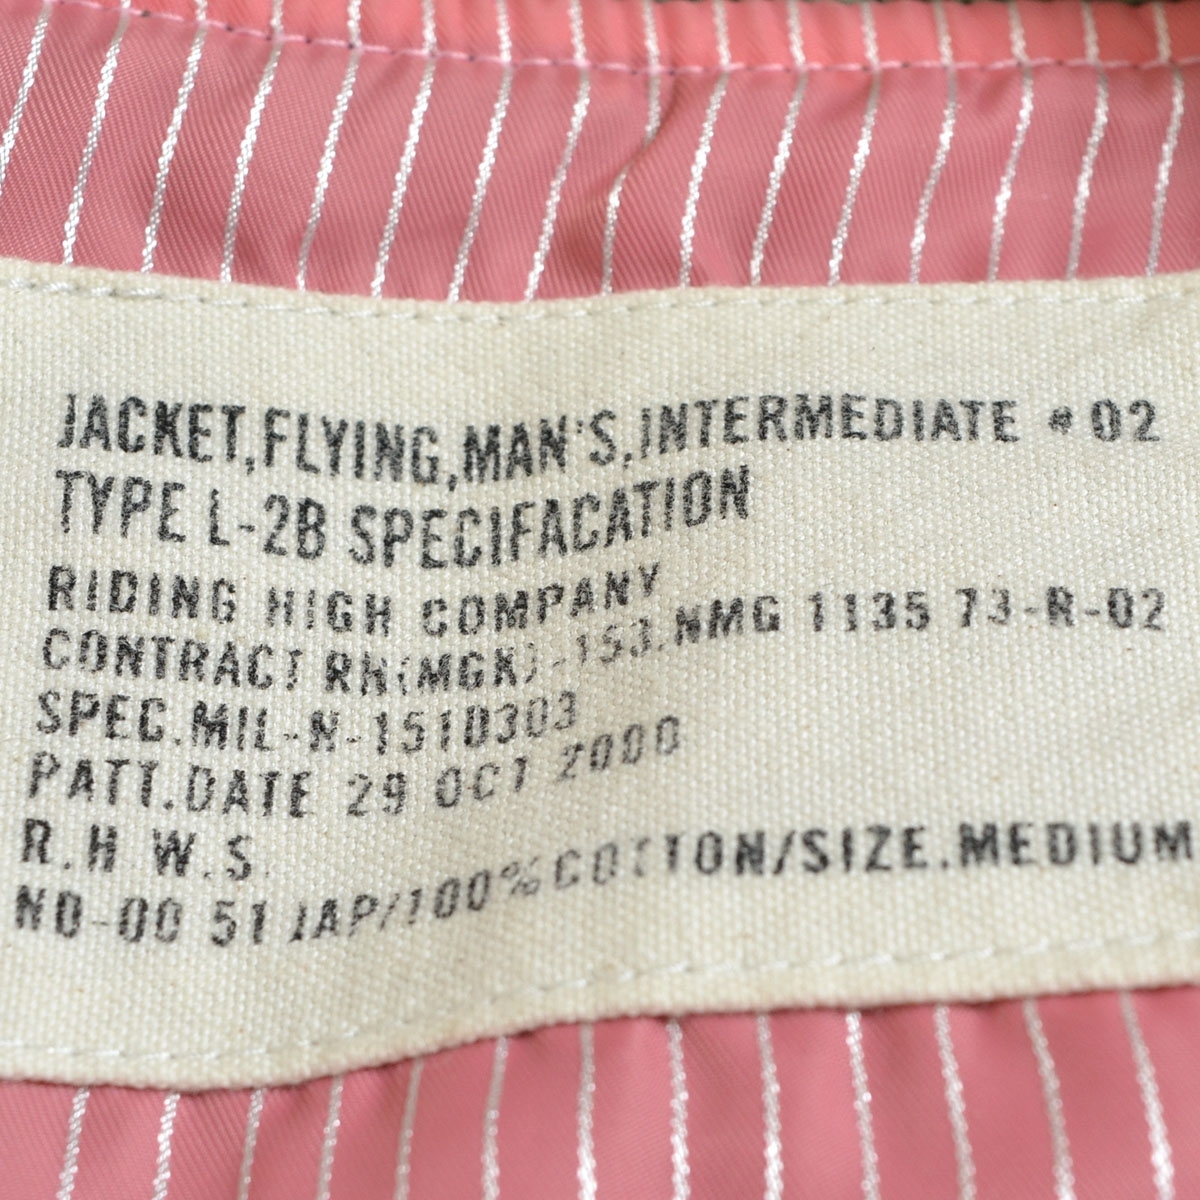 JACKET,FLYING,MAN'S,INTERMEDIATE #02
TYPE L-2B SPECIFACATION
RIDING HIGH COMPANY
CONTRACT RN(MGK)-153.NMG 1135 73-R-02
SPEC.MIL-N-1510303
PATT.DATE 29 OCT 2000
R.H.W.S.
NO-00 51 JAP/100%COTTON/SIZE.MEDIUM